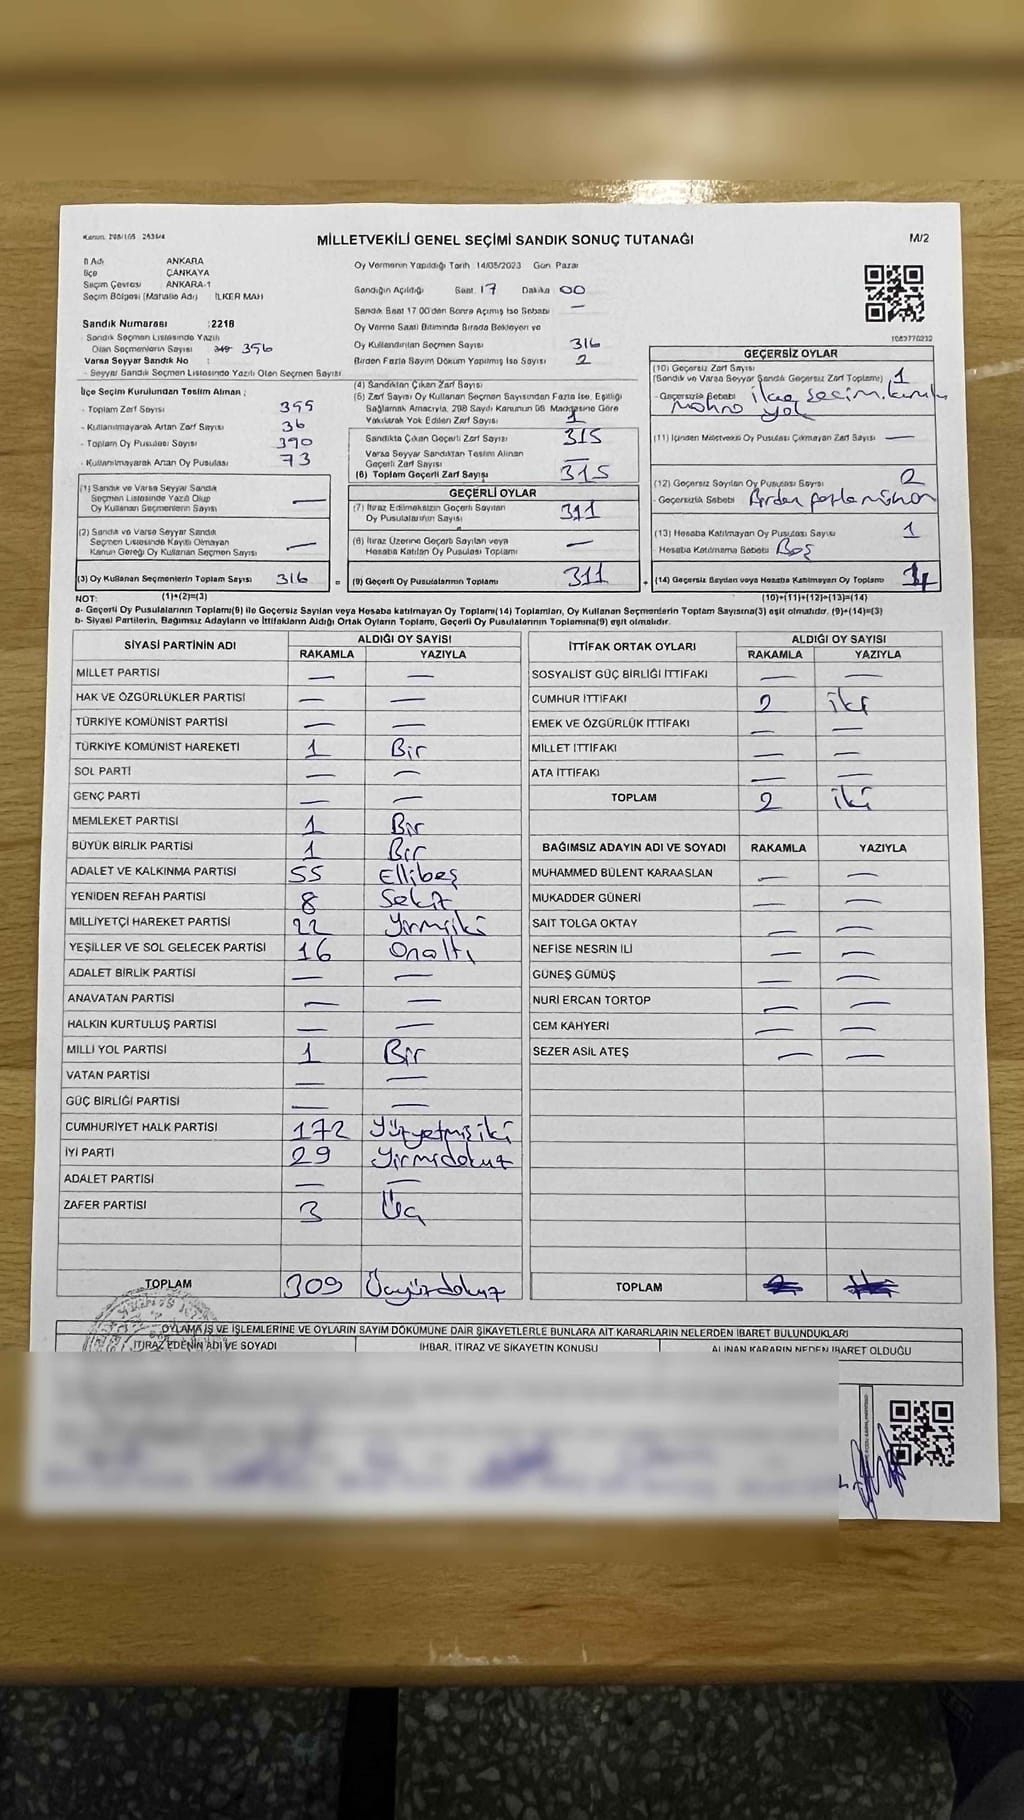 Kanun: 298/105 2839/4
MİLLETVEKİLİ GENEL SEÇİMİ SANDIK SONUÇ TUTANAĞI
M/2
İl Adı ANKARA
İlçe ÇANKAYA
Seçim Çevresi ANKARA-1
Seçim Bölgesi (Mahalle Adı) İLKER MAH
Sandık Numarası :2218
Sandık Seçmen Listesinde Yazılı
Olan Seçmenlerin Sayısı 349 356
Varsa Seyyar Sandık No :
- Seyyar Sandık Seçmen Listesinde Yazılı Olan Seçmen Sayısı
İlçe Seçim Kurulundan Teslim Alınan ;
- Toplam Zarf Sayısı 355
- Kullanılmayarak Artan Zarf Sayısı 36
- Toplam Oy Pusulası Sayısı 390
- Kullanılmayarak Artan Oy Pusulası 73
(1) Sandık ve Varsa Seyyar Sandık
Seçmen Listesinde Yazılı Olup
Oy Kullanan Seçmenlerin Sayısı —
(2) Sandık ve Varsa Seyyar Sandık
Seçmen Listesinde Kayıtlı Olmayan
Kanun Gereği Oy Kullanan Seçmen Sayısı —
(3) Oy Kullanan Seçmenlerin Toplam Sayısı 316 =
(1)+(2)=(3)
Oy Vermenin Yapıldığı Tarih :14/05/2023 Gün Pazar
Sandığın Açıldığı Saat 17 Dakika 00
Sandık Saat 17:00'den Sonra Açılmış İse Sebebi —
Oy Verme Saati Bitiminde Sırada Bekleyen ve
Oy Kullandırılan Seçmen Sayısı 316
Birden Fazla Sayım Döküm Yapılmış İse Sayısı 2
(4) Sandıktan Çıkan Zarf Sayısı
(5) Zarf Sayısı Oy Kullanan Seçmen Sayısından Fazla İse, Eşitliği
Sağlamak Amacıyla, 298 Sayılı Kanunun 98. Maddesine Göre
Yakılarak Yok Edilen Zarf Sayısı 1
Sandıkta Çıkan Geçerli Zarf Sayısı 315
Varsa Seyyar Sandıktan Teslim Alınan
Geçerli Zarf Sayısı —
(6) Toplam Geçerli Zarf Sayısı 315
GEÇERLİ OYLAR
(7) İtiraz Edilmeksizin Geçerli Sayılan
Oy Pusulalarının Sayısı 311
(8) İtiraz Üzerine Geçerli Sayılan veya
Hesaba Katılan Oy Pusulası Toplamı —
(9) Geçerli Oy Pusulalarının Toplamı 311 +
1083770232
GEÇERSİZ OYLAR
(10) Geçersiz Zarf Sayısı
(Sandık ve Varsa Seyyar Sandık Geçersiz Zarf Toplamı) 1
- Geçersizlik Sebebi ilçe seçim kurulu
Mührü yok
(11) İçinden Milletvekili Oy Pusulası Çıkmayan Zarf Sayısı —
(12) Geçersiz Sayılan Oy Pusulası Sayısı 2
- Geçersizlik Sebebi Birden fazla mühür
(13) Hesaba Katılmayan Oy Pusulası Sayısı 1
Hesaba Katılmama Sebebi Boş
(14) Geçersiz Sayılan veya Hesaba Katılmayan Oy Toplamı 4
(10)+(11)+(12)+(13)=(14)
NOT:
a- Geçerli Oy Pusulalarının Toplamı(9) ile Geçersiz Sayılan veya Hesaba katılmayan Oy Toplamı(14) Toplamları, Oy Kullanan Seçmenlerin Toplam Sayısına(3) eşit olmalıdır. (9)+(14)=(3)
b- Siyasi Partilerin, Bağımsız Adayların ve İttifakların Aldığı Ortak Oyların Toplamı, Geçerli Oy Pusulalarının Toplamına(9) eşit olmalıdır.
SİYASİ PARTİNİN ADI ALDIĞI OY SAYISI
RAKAMLA YAZIYLA
MİLLET PARTİSİ — —
HAK VE ÖZGÜRLÜKLER PARTİSİ — —
TÜRKİYE KOMÜNİST PARTİSİ — —
TÜRKİYE KOMÜNİST HAREKETİ 1 Bir
SOL PARTİ — —
GENÇ PARTİ — —
MEMLEKET PARTİSİ 1 Bir
BÜYÜK BİRLİK PARTİSİ 1 Bir
ADALET VE KALKINMA PARTİSİ 55 Ellibeş
YENİDEN REFAH PARTİSİ 8 Sekiz
MİLLİYETÇİ HAREKET PARTİSİ 22 Yirmiiki
YEŞİLLER VE SOL GELECEK PARTİSİ 16 Onaltı
ADALET BİRLİK PARTİSİ — —
ANAVATAN PARTİSİ — —
HALKIN KURTULUŞ PARTİSİ — —
MİLLİ YOL PARTİSİ 1 Bir
VATAN PARTİSİ — —
GÜÇ BİRLİĞİ PARTİSİ — —
CUMHURİYET HALK PARTİSİ 172 Yüzyetmişiki
İYİ PARTİ 29 Yirmidokuz
ADALET PARTİSİ — —
ZAFER PARTİSİ 3 Üç
TOPLAM 309 Üçyüzdokuz
İTTİFAK ORTAK OYLARI ALDIĞI OY SAYISI
RAKAMLA YAZIYLA
SOSYALİST GÜÇ BİRLİĞİ İTTİFAKI — —
CUMHUR İTTİFAKI 2 iki
EMEK VE ÖZGÜRLÜK İTTİFAKI — —
MİLLET İTTİFAKI — —
ATA İTTİFAKI — —
TOPLAM 2 iki
BAĞIMSIZ ADAYIN ADI VE SOYADI RAKAMLA YAZIYLA
MUHAMMED BÜLENT KARAASLAN — —
MUKADDER GÜNERİ — —
SAİT TOLGA OKTAY — —
NEFİSE NESRİN İLİ — —
GÜNEŞ GÜMÜŞ — —
NURİ ERCAN TORTOP — —
CEM KAHYERİ — —
SEZER ASİL ATEŞ — —
TOPLAM
OYLAMA İŞ VE İŞLEMLERİNE VE OYLARIN SAYIM DÖKÜMÜNE DAİR ŞİKAYETLERLE BUNLARA AİT KARARLARIN NELERDEN İBARET BULUNDUKLARI
İTİRAZ EDENİN ADI VE SOYADI İHBAR, İTİRAZ VE ŞİKAYETİN KONUSU ALINAN KARARIN NEDEN İBARET OLDUĞU